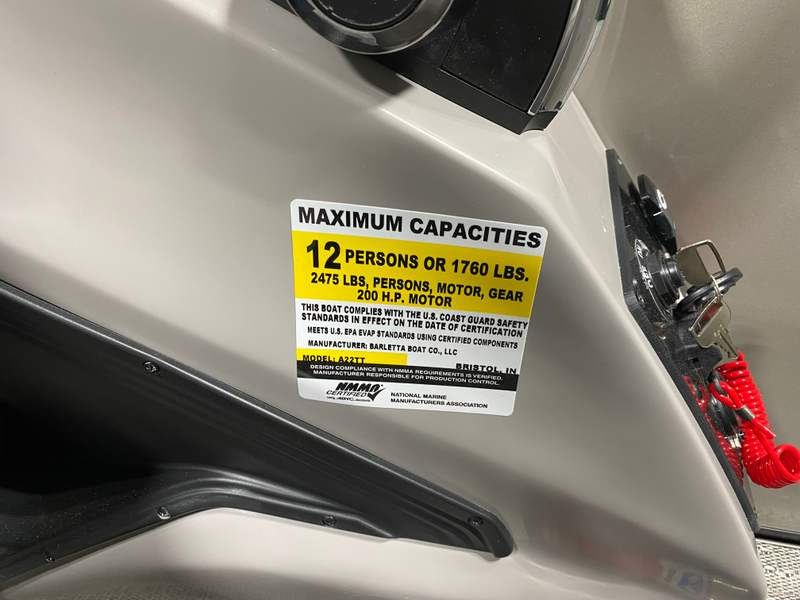 MAXIMUM CAPACITIES
12 PERSONS OR 1760 LBS.
2475 LBS, PERSONS, MOTOR, GEAR
200 H.P. MOTOR
THIS BOAT COMPLIES WITH THE U.S. COAST GUARD SAFETY
STANDARDS IN EFFECT ON THE DATE OF CERTIFICATION
MEETS U.S. EPA EVAP STANDARDS USING CERTIFIED COMPONENTS
MANUFACTURER: BARLETTA BOAT CO., LLC
MODEL: A22TT BRISTOL, IN
DESIGN COMPLIANCE WITH NMMA REQUIREMENTS IS VERIFIED.
MANUFACTURER RESPONSIBLE FOR PRODUCTION CONTROL.
NMMA
CERTIFIED
NATIONAL MARINE
MANUFACTURERS ASSOCIATION